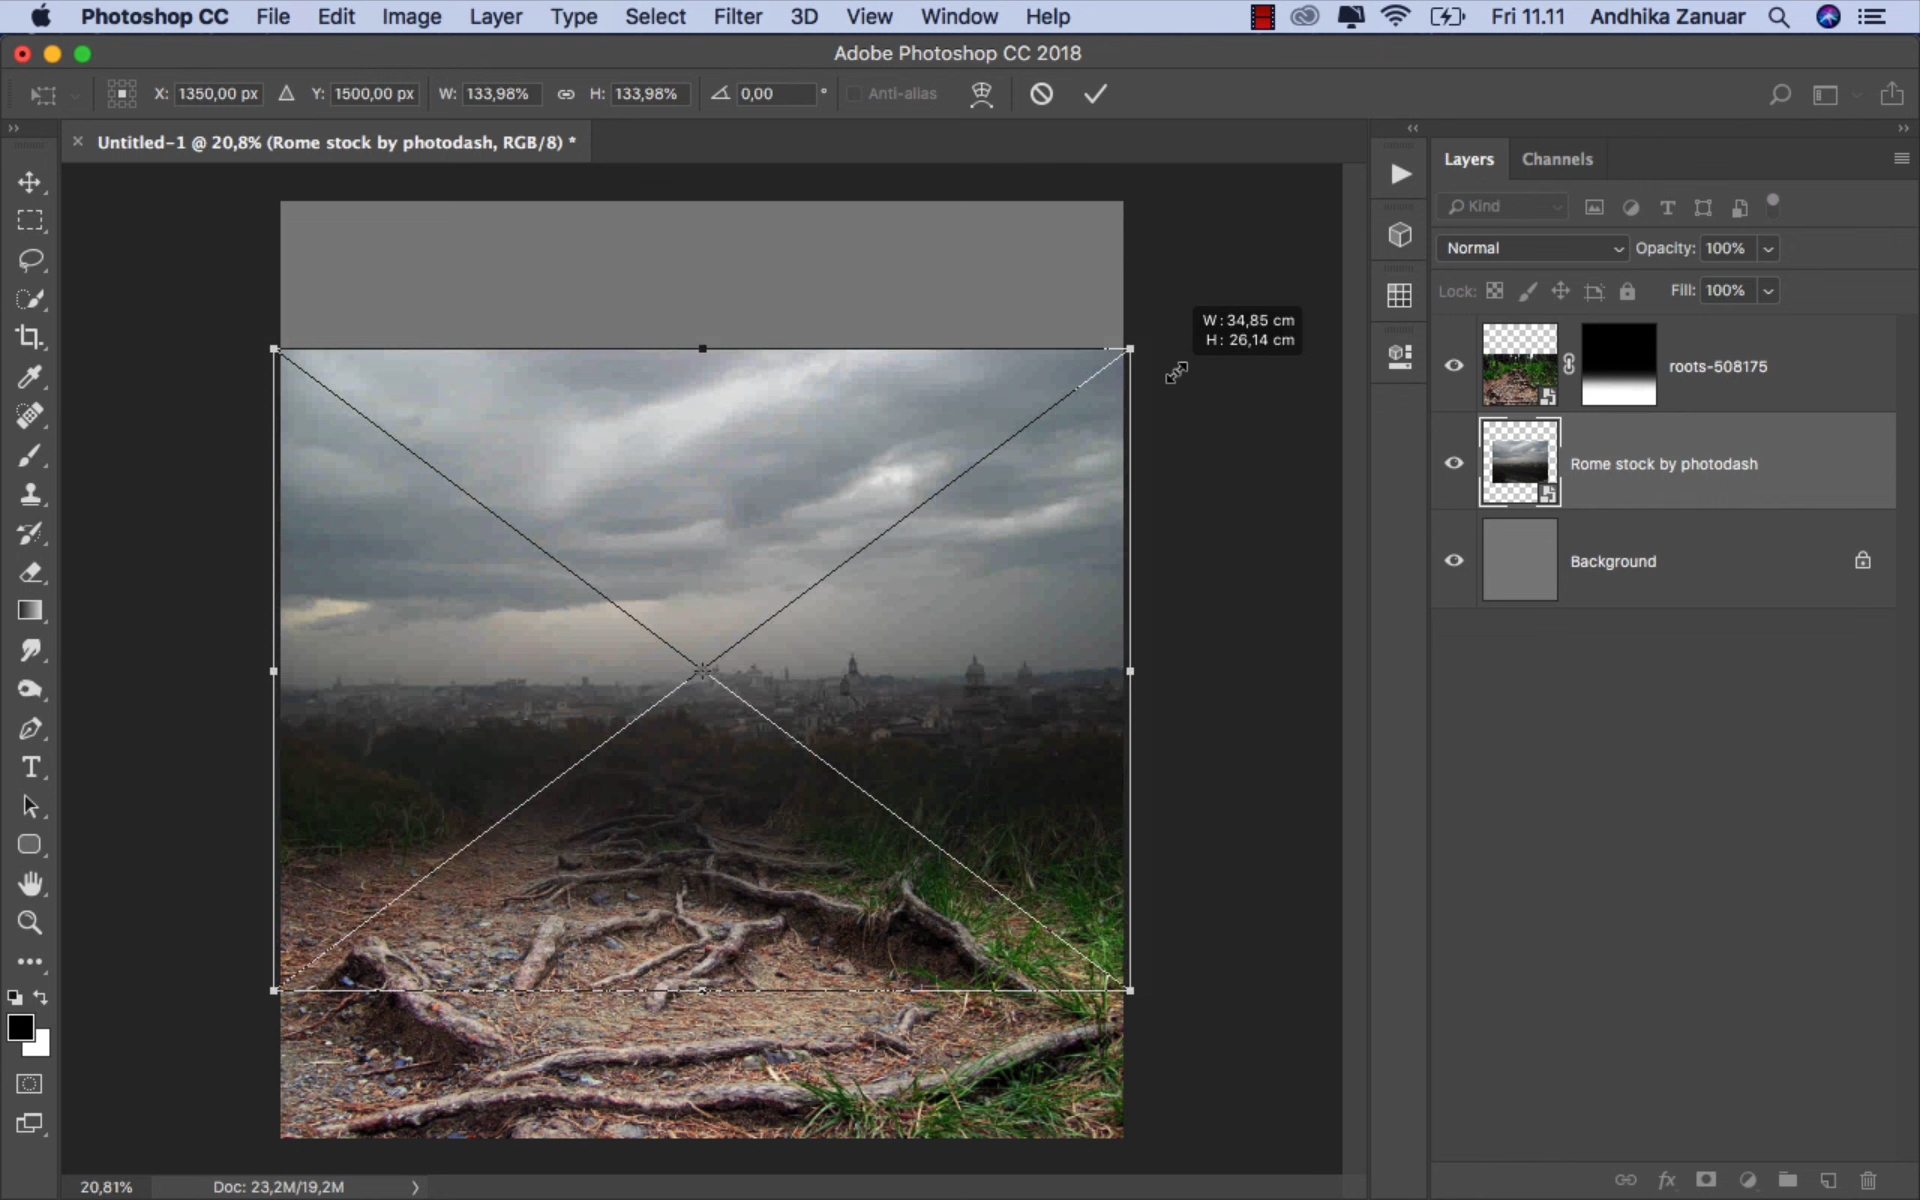 Photoshop CC File Edit Image Layer Type Select Filter 3D View Window Help Fri 11.11 Andhika Zanuar
Adobe Photoshop CC 2018
X: 1350,00 px Y: 1500,00 px W: 133,98% H: 133,98% 0,00 ° Anti-alias
× Untitled-1 @ 20,8% (Rome stock by photodash, RGB/8) *
W : 34,85 cm
H : 26,14 cm
Layers Channels
Kind
Normal Opacity: 100%
Lock: Fill: 100%
roots-508175
Rome stock by photodash
Background
fx
20,81% Doc: 23,2M/19,2M